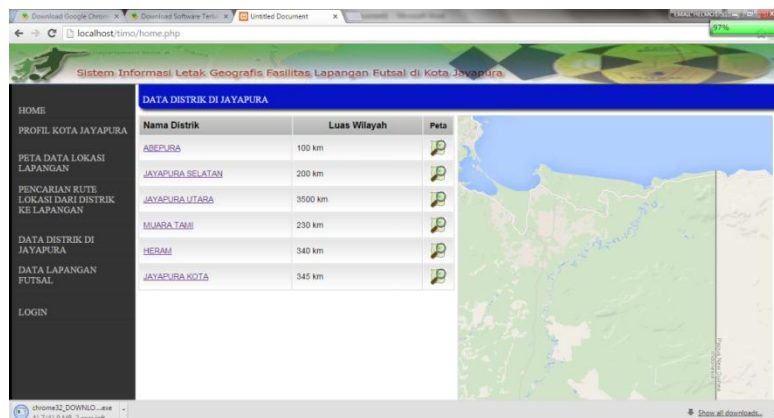 Download Google Chrom
Download Software Terb
Untitled Document
97%
localhost/timo/home.php
Sistem Informasi Letak Geografis Fasilitas Lapangan Futsal di Kota Jayapura
HOME
PROFIL KOTA JAYAPURA
PETA DATA LOKASI
LAPANGAN
PENCARIAN RUTE
LOKASI DARI DISTRIK
KE LAPANGAN
DATA DISTRIK DI
JAYAPURA
DATA LAPANGAN
FUTSAL
LOGIN
DATA DISTRIK DI JAYAPURA
Nama Distrik Luas Wilayah Peta
ABEPURA 100 km
JAYAPURA SELATAN 200 km
JAYAPURA UTARA 3500 km
MUARA TAMI 230 km
HERAM 340 km
JAYAPURA KOTA 345 km
chrome32_DOWNLO....exe
Show all downloads...